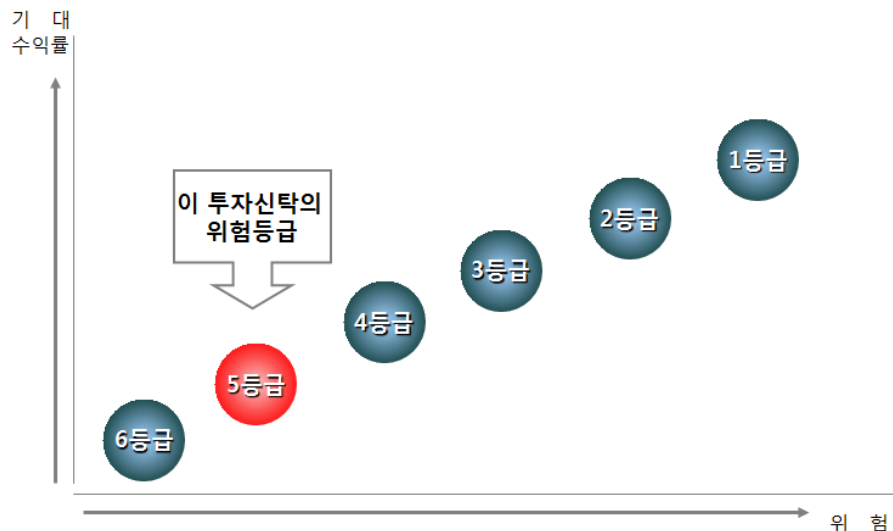 기 대
수익률
1등급
이 투자신탁의
위험등급
2등급
3등급
4등급
5등급
6등급
위 험